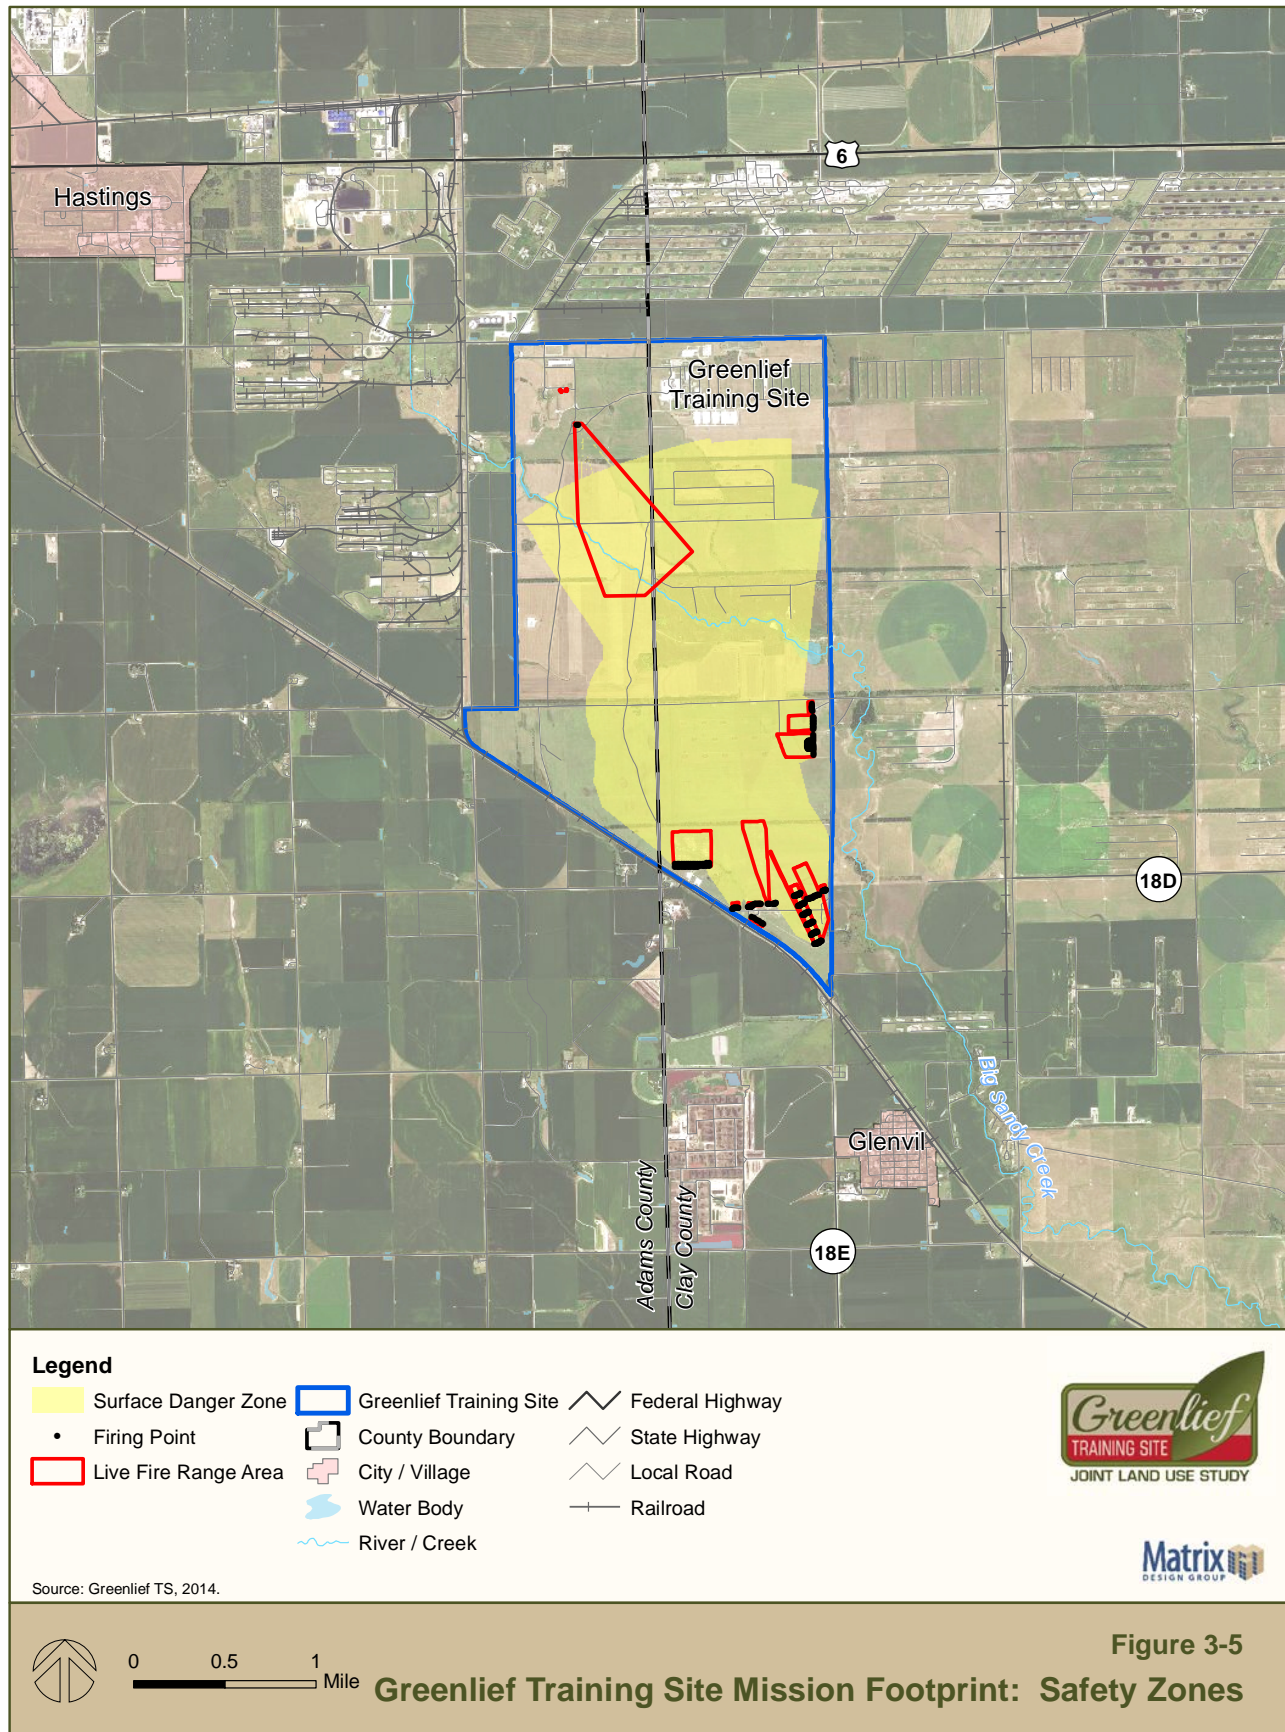 6
Hastings
Greenlief
Training Site
18D
Big Sandy Creek
Glenvil
Adams County
Clay County
18E
Legend
Surface Danger Zone
Firing Point
Live Fire Range Area
Greenlief Training Site
County Boundary
City / Village
Water Body
River / Creek
Federal Highway
State Highway
Local Road
Railroad
Greenlief
TRAINING SITE
JOINT LAND USE STUDY
Matrix
DESIGN GROUP
Source: Greenlief TS, 2014.
0 0.5 1
Mile
Figure 3-5
Greenlief Training Site Mission Footprint: Safety Zones